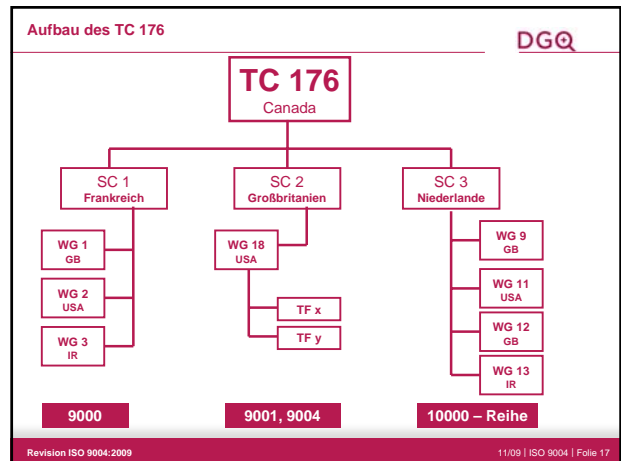 Aufbau des TC 176
DGQ
TC 176
Canada
SC 1
Frankreich
SC 2
Großbritanien
SC 3
Niederlande
WG 1
GB
WG 2
USA
WG 3
IR
WG 18
USA
TF x
TF y
WG 9
GB
WG 11
USA
WG 12
GB
WG 13
IR
9000
9001, 9004
10000 – Reihe
Revision ISO 9004:2009
11/09 | ISO 9004 | Folie 17